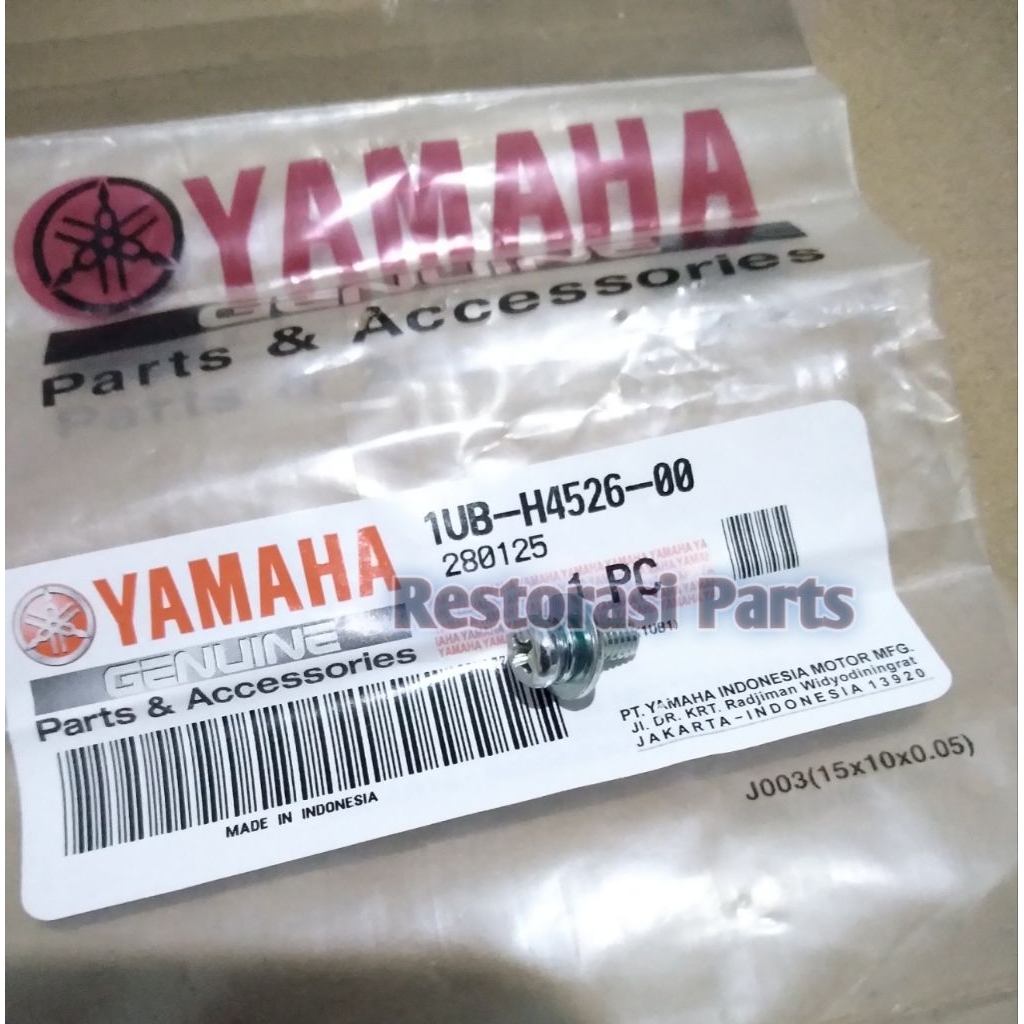 YAMAHA
GENUINE
Parts & Accessories
1UB-H4526-00
280125
1 PC
YAMAHA
GENUINE
Parts & Accessories
Restorasi Parts
MADE IN INDONESIA
PT. YAMAHA INDONESIA MOTOR MFG.
Jl. DR. KRT. Radjiman Widyodiningrat
JAKARTA-INDONESIA 13920
J003(15x10x0.05)